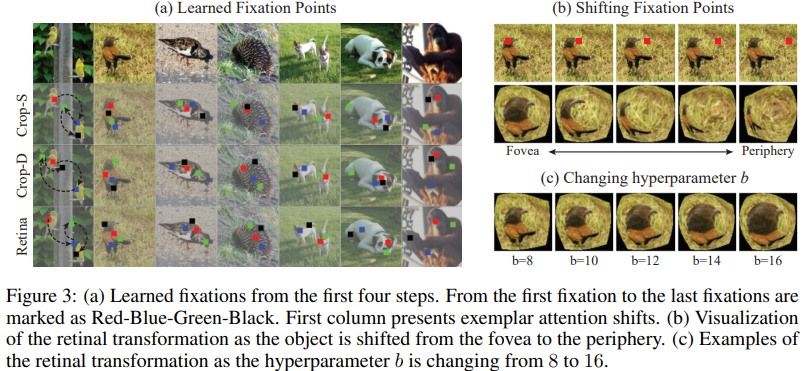 (a) Learned Fixation Points
(b) Shifting Fixation Points
Crop-S
Crop-D
Retina
Fovea
Periphery
(c) Changing hyperparameter b
b=8
b=10
b=12
b=14
b=16
Figure 3: (a) Learned fixations from the first four steps. From the first fixation to the last fixations are
marked as Red-Blue-Green-Black. First column presents exemplar attention shifts. (b) Visualization
of the retinal transformation as the object is shifted from the fovea to the periphery. (c) Examples of
the retinal transformation as the hyperparameter b is changing from 8 to 16.